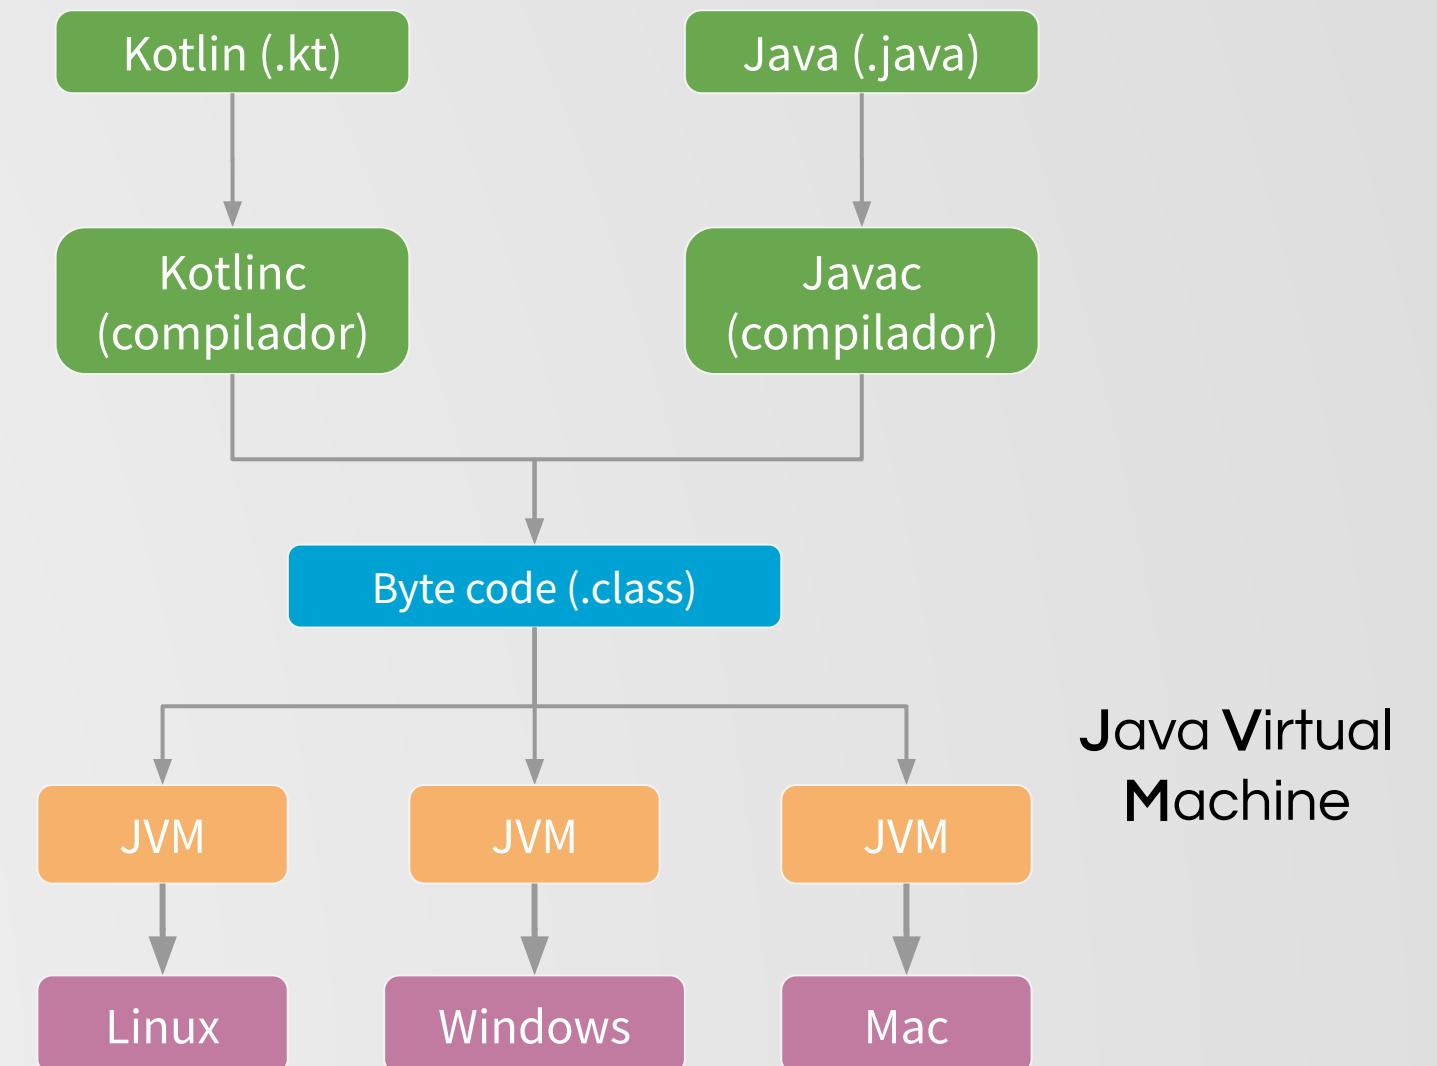 Kotlin (.kt)
Java (.java)
Kotlinc
(compilador)
Javac
(compilador)
Byte code (.class)
Java Virtual
Machine
JVM
JVM
JVM
Linux
Windows
Mac